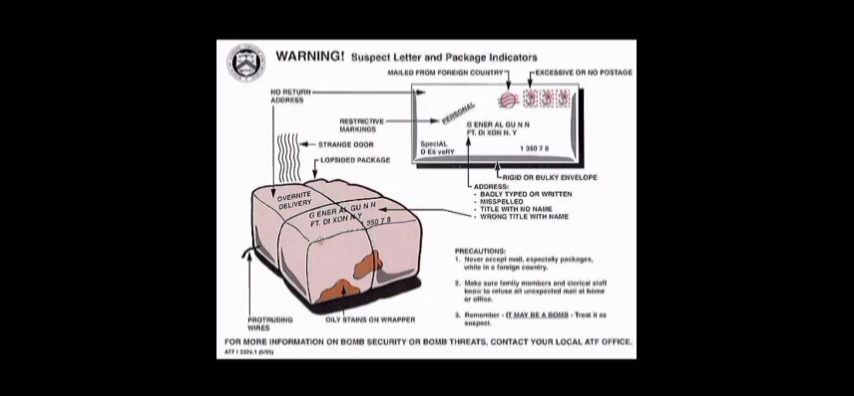 WARNING! Suspect Letter and Package Indicators
MAILED FROM FOREIGN COUNTRY
EXCESSIVE OR NO POSTAGE
NO RETURN
ADDRESS
PERSONAL
RESTRICTIVE
MARKINGS
G ENER AL GU N N
FT. DI XON N. Y
SpeciAL
D Eli veRY
1 350 7 8
STRANGE ODOR
LOPSIDED PACKAGE
RIGID OR BULKY ENVELOPE
ADDRESS:
- BADLY TYPED OR WRITTEN
- MISSPELLED
- TITLE WITH NO NAME
- WRONG TITLE WITH NAME
OVERNITE
DELIVERY
G ENER AL GU N N
FT. DI XON N.Y
1 350 7 8
PRECAUTIONS:
1. Never accept mail, especially packages,
while in a foreign country.
2. Make sure family members and clerical staff
know to refuse all unexpected mail at home
or office.
3. Remember - IT MAY BE A BOMB - Treat it as
suspect.
PROTRUDING
WIRES
OILY STAINS ON WRAPPER
FOR MORE INFORMATION ON BOMB SECURITY OR BOMB THREATS, CONTACT YOUR LOCAL ATF OFFICE.
ATF I 3324.1